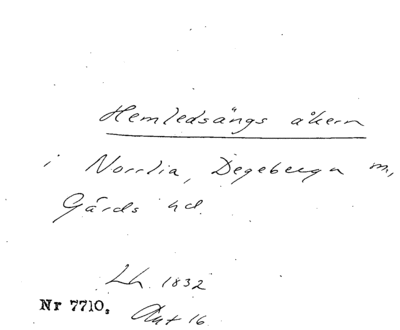 Hemledsängs åkern
i Norrlia, Degeberga m,
Gärds hd.
Lh. 1832
Nr 7710. Akt 16